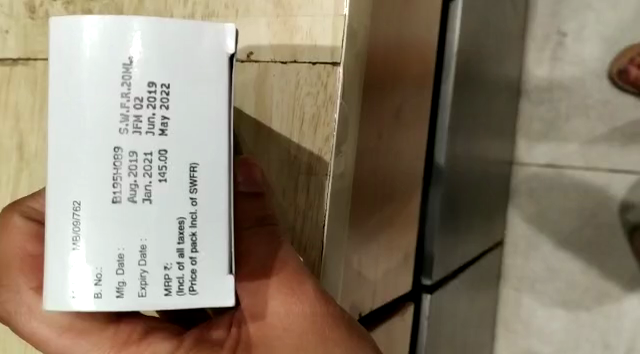 MB/09/762
B. No.: B195H089 S.W.F.R.20ML
Mfg. Date : Aug.2019 JFM 02
Expiry Date : Jan.2021 Jun.2019
MRP ₹: 145.00 May 2022
(Incl. of all taxes)
(Price of pack Incl. of SWFR)